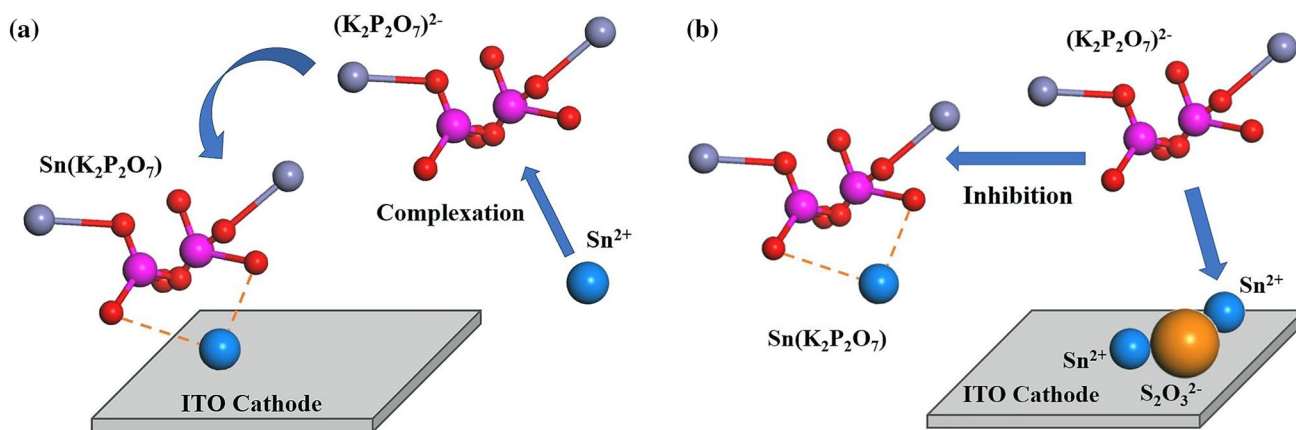 (a)
(K₂P₂O₇)²⁻
Sn(K₂P₂O₇)
Complexation
Sn²⁺
ITO Cathode
(b)
(K₂P₂O₇)²⁻
Inhibition
Sn(K₂P₂O₇)
Sn²⁺
Sn²⁺
ITO Cathode
S₂O₃²⁻